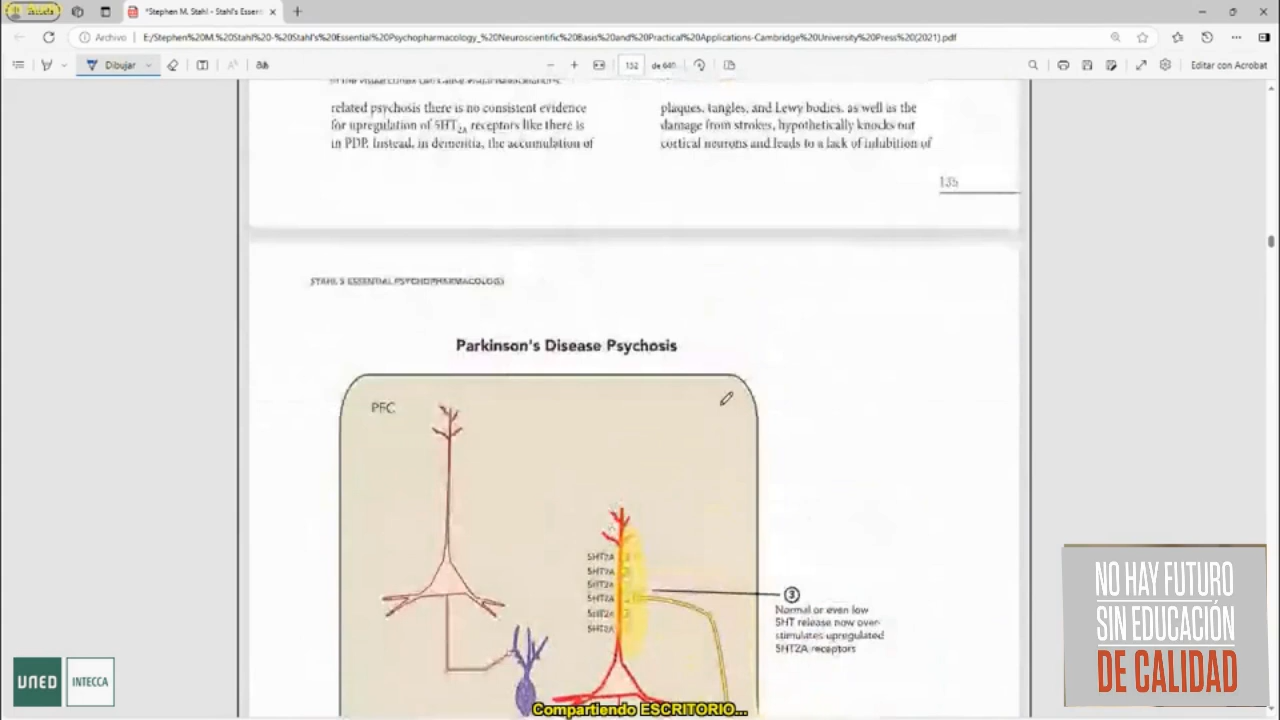 *Stephen M. Stahl - Stahl's Essen
Archivo
E:/Stephen%20M.%20Stahl%20-%20Stahl's%20Essential%20Psychopharmacology_%20Neuroscientific%20Basis%20and%20Practical%20Applications-Cambridge%20University%20Press%20(2021).pdf
Dibujar
152
de 640
Editar con Acrobat
related psychosis there is no consistent evidence
for upregulation of 5HT2A receptors like there is
in PDP. Instead, in dementia, the accumulation of
plaques, tangles, and Lewy bodies, as well as the
damage from strokes, hypothetically knocks out
cortical neurons and leads to a lack of inhibition of
135
STAHL'S ESSENTIAL PSYCHOPHARMACOLOGY
Parkinson's Disease Psychosis
PFC
5HT2A
5HT2A
5HT2A
5HT2A
5HT2A
5HT2A
3
Normal or even low
5HT release now over-
stimulates upregulated
5HT2A receptors
NO HAY FUTURO
SIN EDUCACIÓN
DE CALIDAD
UNED
INTECCA
Compartiendo ESCRITORIO...